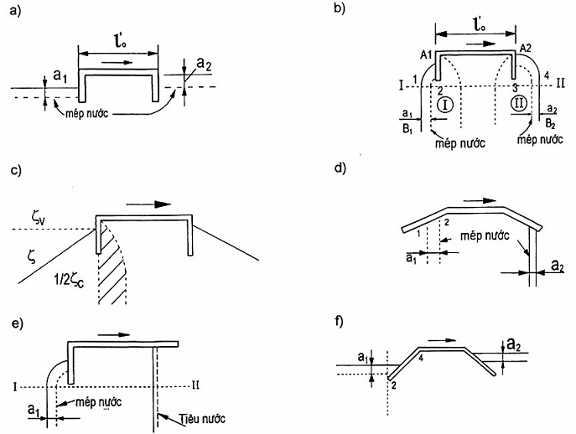 a)
l'₀
a₁
a₂
mép nước
b)
l'₀
A1
A2
1
4
I
II
2
3
I
II
a₁
B₁
a₂
B₂
mép nước
mép nước
c)
ζv
ζ
1/2ζc
d)
1
2
mép nước
a₁
a₂
e)
I
II
a₁
mép nước
Tiêu nước
f)
a₁
a₂
4
2